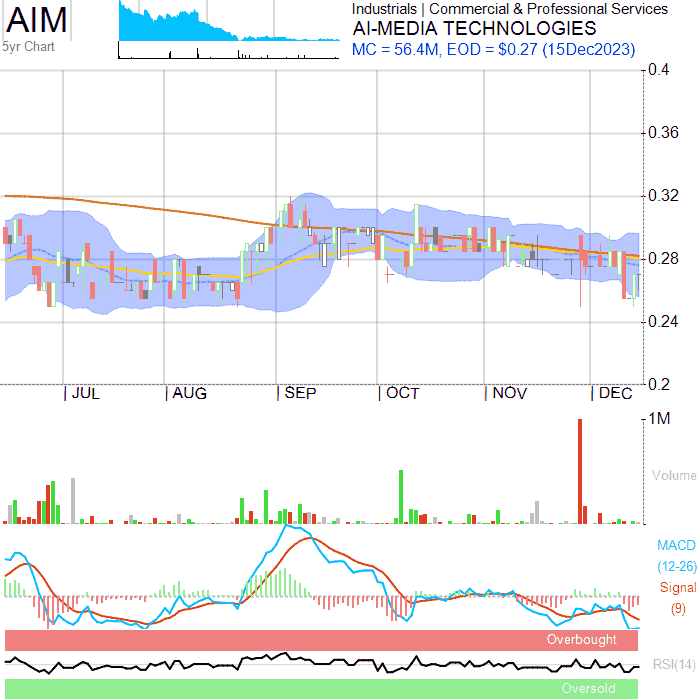 AIM
5yr Chart
Industrials | Commercial & Professional Services
AI-MEDIA TECHNOLOGIES
MC = 56.4M, EOD = $0.27 (15Dec2023)
0.4
0.36
0.32
0.28
0.24
0.2
JUL
AUG
SEP
OCT
NOV
DEC
1M
Volume
MACD
(12-26)
Signal
(9)
Overbought
RSI(14)
Oversold